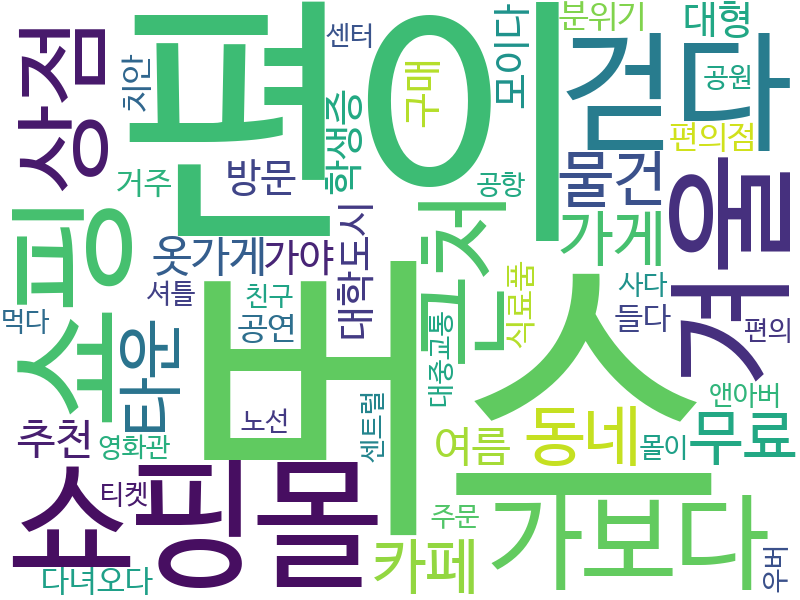 버스
편이
쇼핑몰
쇼핑
겨울
걷다
가보다
근처
상점
가게
동네
무료
카페
타운
물건
추천
여름
옷가게
가야
방문
대형
분위기
모이다
센터
치안
구매
학생증
거주
공항
공원
편의점
대학도시
셔틀
친구
공연
식료품
사다
들다
편의
먹다
대중교통
노선
센트럴
앤아버
몰이
영화관
티켓
주문
다녀오다
우버